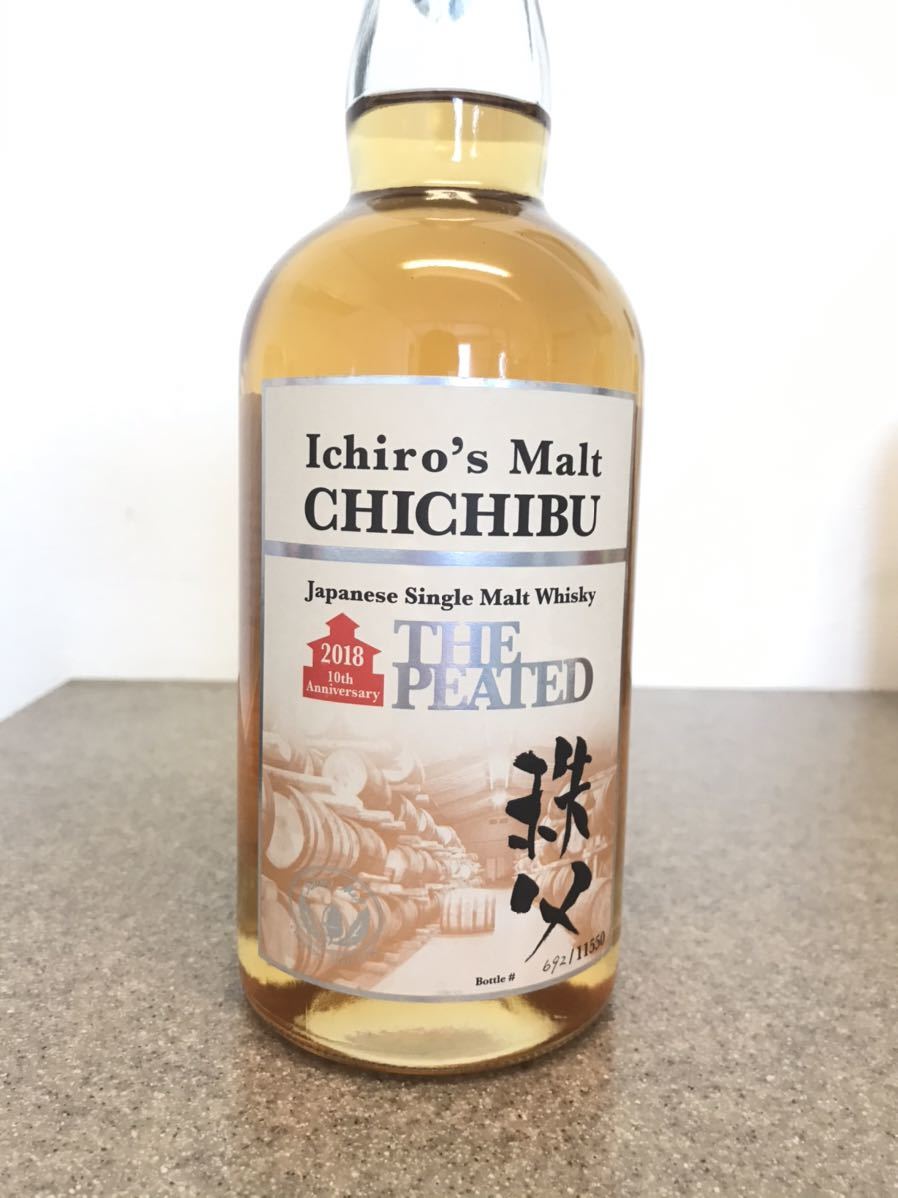 Ichiro's Malt
CHICHIBU
Japanese Single Malt Whisky
2018
10th
Anniversary
THE
PEATED
秩父
Bottle # 692/11550